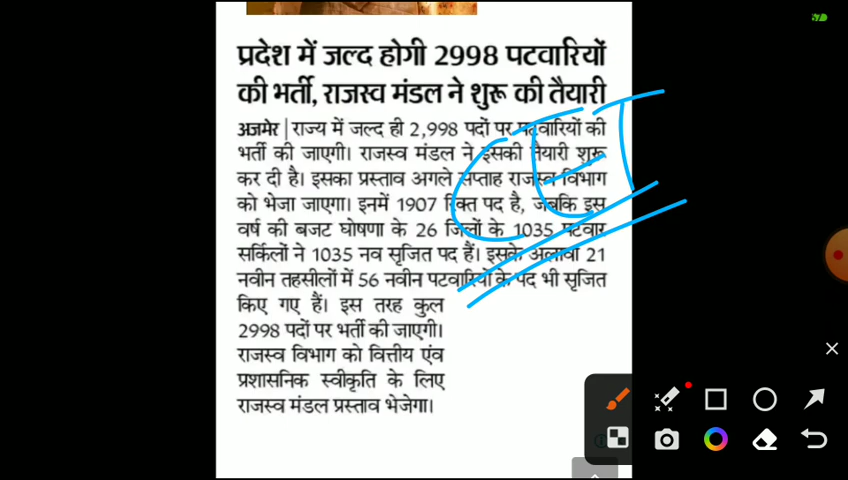 प्रदेश में जल्द होगी 2998 पटवारियों
की भर्ती, राजस्व मंडल ने शुरू की तैयारी
अजमेर | राज्य में जल्द ही 2,998 पदों पर पटवारियों की
भर्ती की जाएगी। राजस्व मंडल ने इसकी तैयारी शुरू
कर दी है। इसका प्रस्ताव अगले सप्ताह राजस्व विभाग
को भेजा जाएगा। इनमें 1907 रिक्त पद है, जबकि इस
वर्ष की बजट घोषणा के 26 जिलों के 1035 पटवार
सर्किलों ने 1035 नव सृजित पद हैं। इसके अलावा 21
नवीन तहसीलों में 56 नवीन पटवारियों के पद भी सृजित
किए गए हैं। इस तरह कुल
2998 पदों पर भर्ती की जाएगी।
राजस्व विभाग को वित्तीय एंव
प्रशासनिक स्वीकृति के लिए
राजस्व मंडल प्रस्ताव भेजेगा।
CET